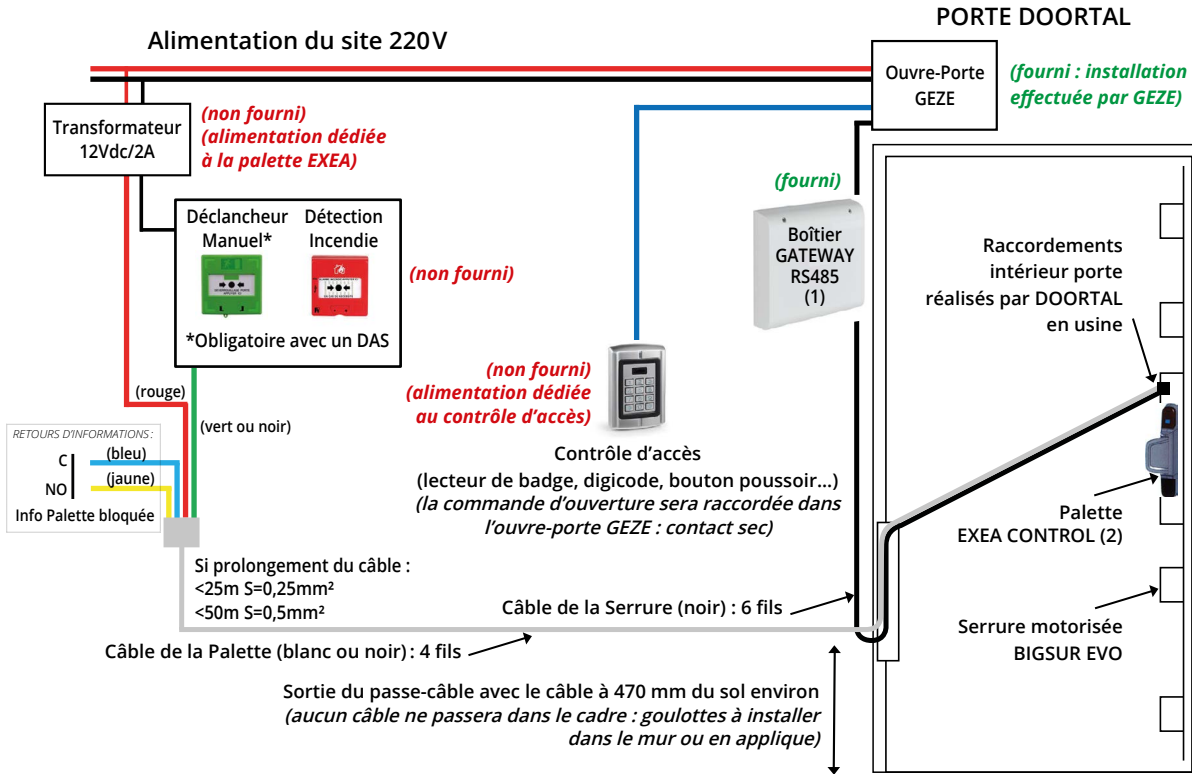 PORTE DOORTAL
Alimentation du site 220V
Ouvre-Porte
GEZE
(fourni : installation
effectuée par GEZE)
Transformateur
12Vdc/2A
(non fourni)
(alimentation dédiée
à la palette EXEA)
Déclancheur
Manuel*
Détection
Incendie
*Obligatoire avec un DAS
(non fourni)
(fourni)
Boîtier
GATEWAY
RS485
(1)
Raccordements
intérieur porte
réalisés par DOORTAL
en usine
(non fourni)
(alimentation dédiée
au contrôle d'accès)
(rouge)
(vert ou noir)
RETOURS D'INFORMATIONS :
C
(bleu)
NO
(jaune)
Info Palette bloquée
Contrôle d'accès
(lecteur de badge, digicode, bouton poussoir...)
(la commande d'ouverture sera raccordée dans
l'ouvre-porte GEZE : contact sec)
Palette
EXEA CONTROL (2)
Si prolongement du câble :
<25m S=0,25mm²
<50m S=0,5mm²
Câble de la Serrure (noir) : 6 fils
Serrure motorisée
BIGSUR EVO
Câble de la Palette (blanc ou noir) : 4 fils
Sortie du passe-câble avec le câble à 470 mm du sol environ
(aucun câble ne passera dans le cadre : goulottes à installer
dans le mur ou en applique)